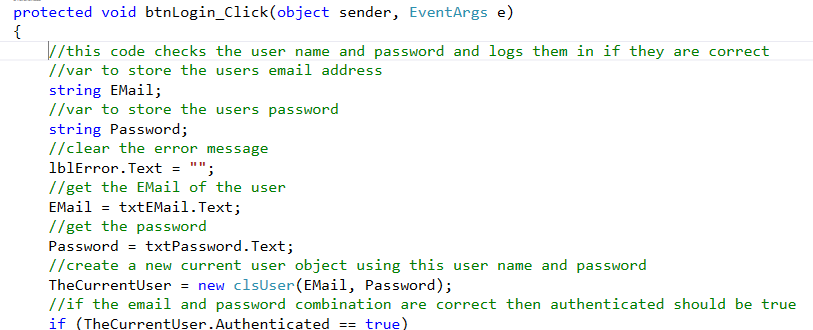 protected void btnLogin_Click(object sender, EventArgs e)
{
//this code checks the user name and password and logs them in if they are correct
//var to store the users email address
string EMail;
//var to store the users password
string Password;
//clear the error message
lblError.Text = "";
//get the EMail of the user
EMail = txtEMail.Text;
//get the password
Password = txtPassword.Text;
//create a new current user object using this user name and password
TheCurrentUser = new clsUser(EMail, Password);
//if the email and password combination are correct then authenticated should be true
if (TheCurrentUser.Authenticated == true)